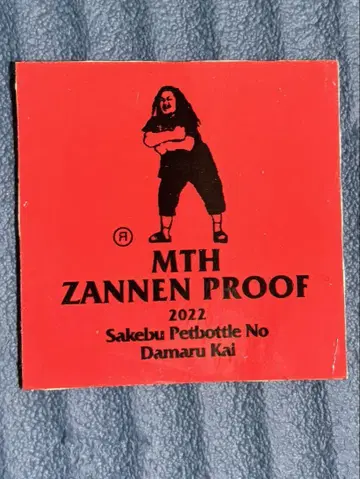 Я
MTH
ZANNEN PROOF
2022
Sakebu Petbottle No
Damaru Kai